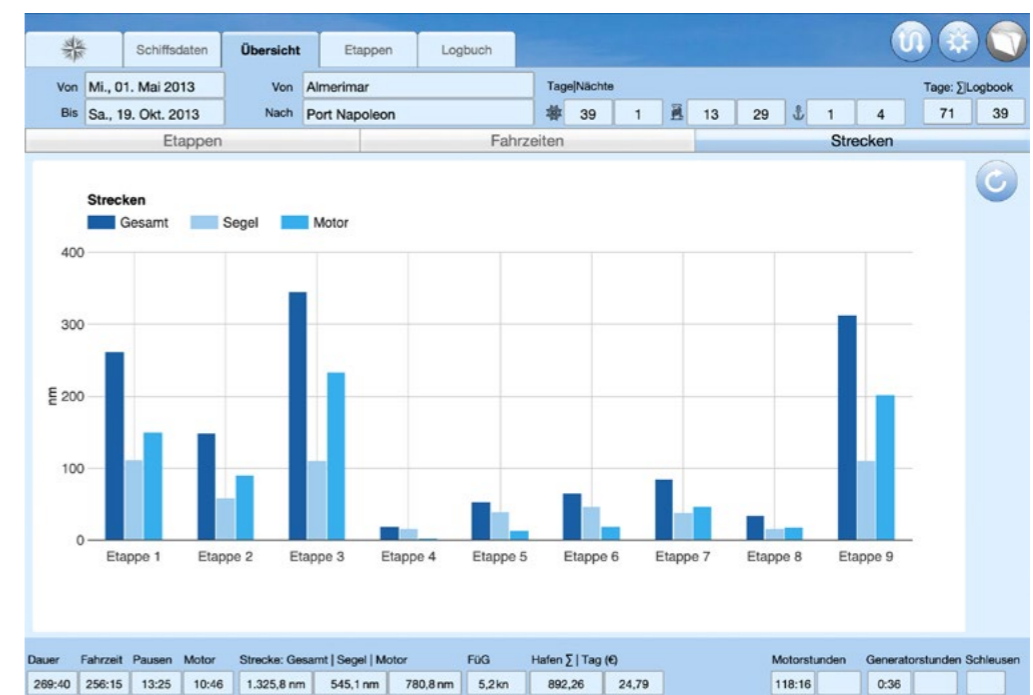 Schiffsdaten Übersicht Etappen Logbuch
Von Mi., 01. Mai 2013 Von Almerimar Tage|Nächte Tage: ∑|Logbook
Bis Sa., 19. Okt. 2013 Nach Port Napoleon 39 1 13 29 1 4 71 39
Etappen Fahrzeiten Strecken
Strecken
Gesamt Segel Motor
400
300
nm
200
100
0
Etappe 1 Etappe 2 Etappe 3 Etappe 4 Etappe 5 Etappe 6 Etappe 7 Etappe 8 Etappe 9
Dauer Fahrzeit Pausen Motor Strecke: Gesamt | Segel | Motor FüG Hafen ∑ | Tag (€) Motorstunden Generatorstunden Schleusen
269:40 256:15 13:25 10:46 1.325,8 nm 545,1 nm 780,8 nm 5,2 kn 892,26 24,79 118:16 0:36